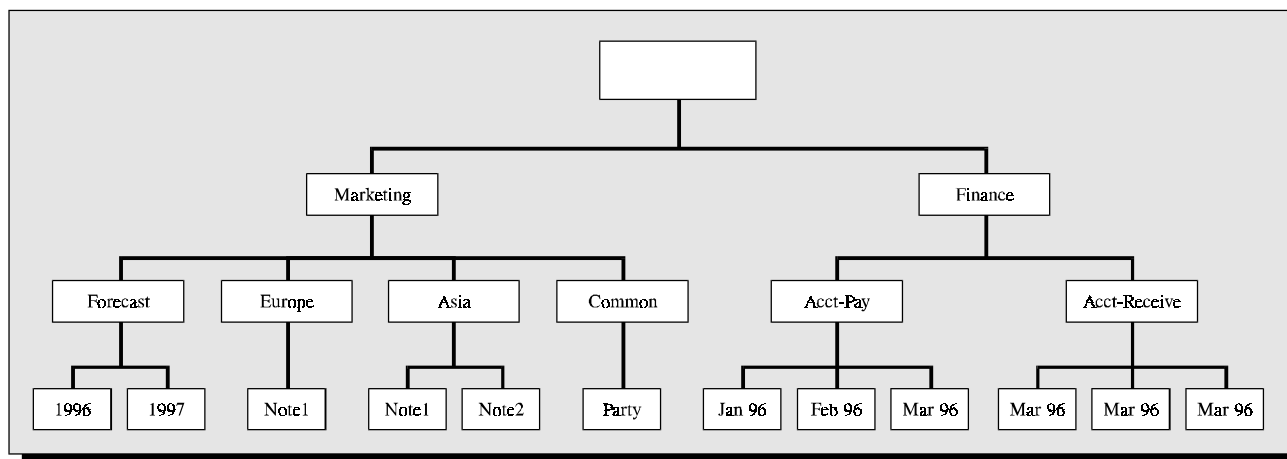 Marketing
Finance
Forecast
Europe
Asia
Common
Acct-Pay
Acct-Receive
1996
1997
Note1
Note1
Note2
Party
Jan 96
Feb 96
Mar 96
Mar 96
Mar 96
Mar 96